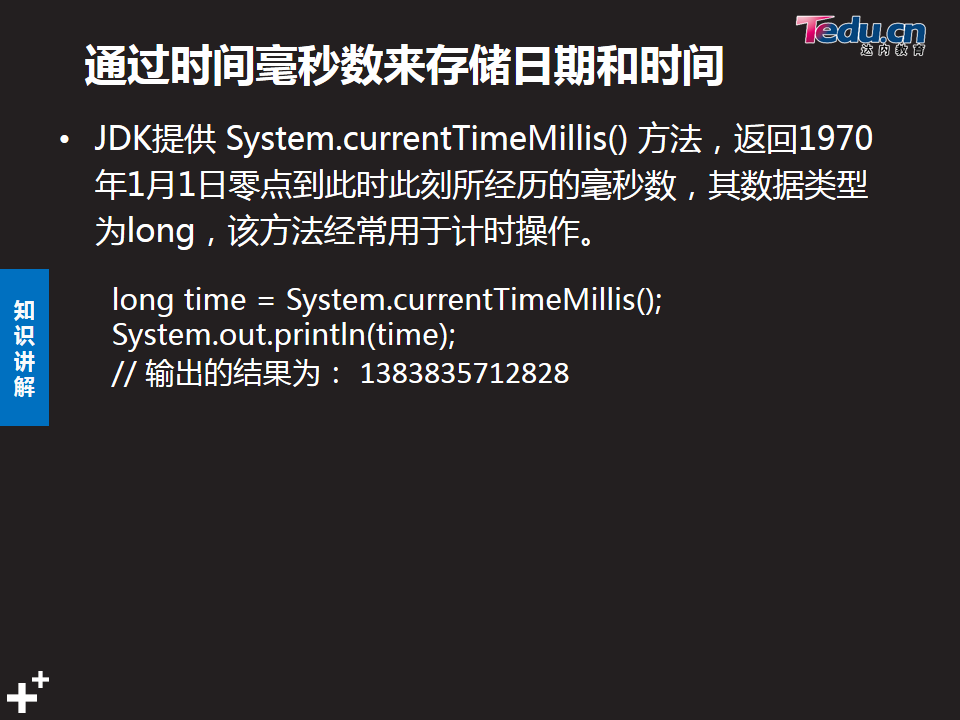 Tedu.cn
达内教育
通过时间毫秒数来存储日期和时间
• JDK提供 System.currentTimeMillis() 方法，返回1970
年1月1日零点到此时此刻所经历的毫秒数，其数据类型
为long，该方法经常用于计时操作。
知识讲解
long time = System.currentTimeMillis();
System.out.println(time);
// 输出的结果为： 1383835712828